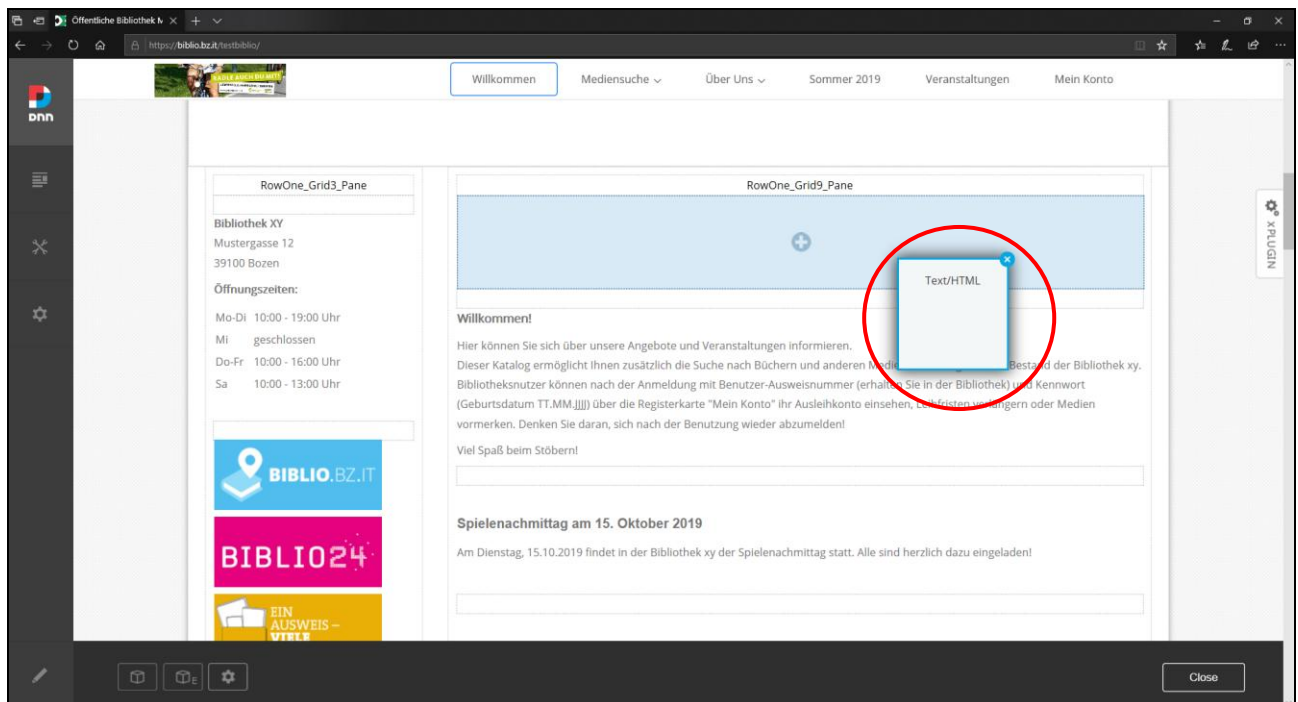 Öffentliche Bibliothek
https://biblio.bz.it/testbiblio/
RADLE AUCH DU MIT!
Willkommen
Mediensuche
Über Uns
Sommer 2019
Veranstaltungen
Mein Konto
DNN
RowOne_Grid3_Pane
Bibliothek XY
Mustergasse 12
39100 Bozen
Öffnungszeiten:
Mo-Di 10:00 - 19:00 Uhr
Mi geschlossen
Do-Fr 10:00 - 16:00 Uhr
Sa 10:00 - 13:00 Uhr
BIBLIO.BZ.IT
BIBLIO24
EIN
AUSWEIS –
VIELE
RowOne_Grid9_Pane
Text/HTML
Willkommen!
Hier können Sie sich über unsere Angebote und Veranstaltungen informieren.
Dieser Katalog ermöglicht Ihnen zusätzlich die Suche nach Büchern und anderen Bestand der Bibliothek xy.
Bibliotheksnutzer können nach der Anmeldung mit Benutzer-Ausweisnummer (erhalten Sie in der Bibliothek) und Kennwort
(Geburtsdatum TT.MM.JJJJ) über die Registerkarte "Mein Konto" ihr Ausleihkonto einsehen, Leihfristen verlängern oder Medien
vormerken. Denken Sie daran, sich nach der Benutzung wieder abzumelden!
Viel Spaß beim Stöbern!
Spielenachmittag am 15. Oktober 2019
Am Dienstag, 15.10.2019 findet in der Bibliothek xy der Spielenachmittag statt. Alle sind herzlich dazu eingeladen!
XPLUGIN
E
Close